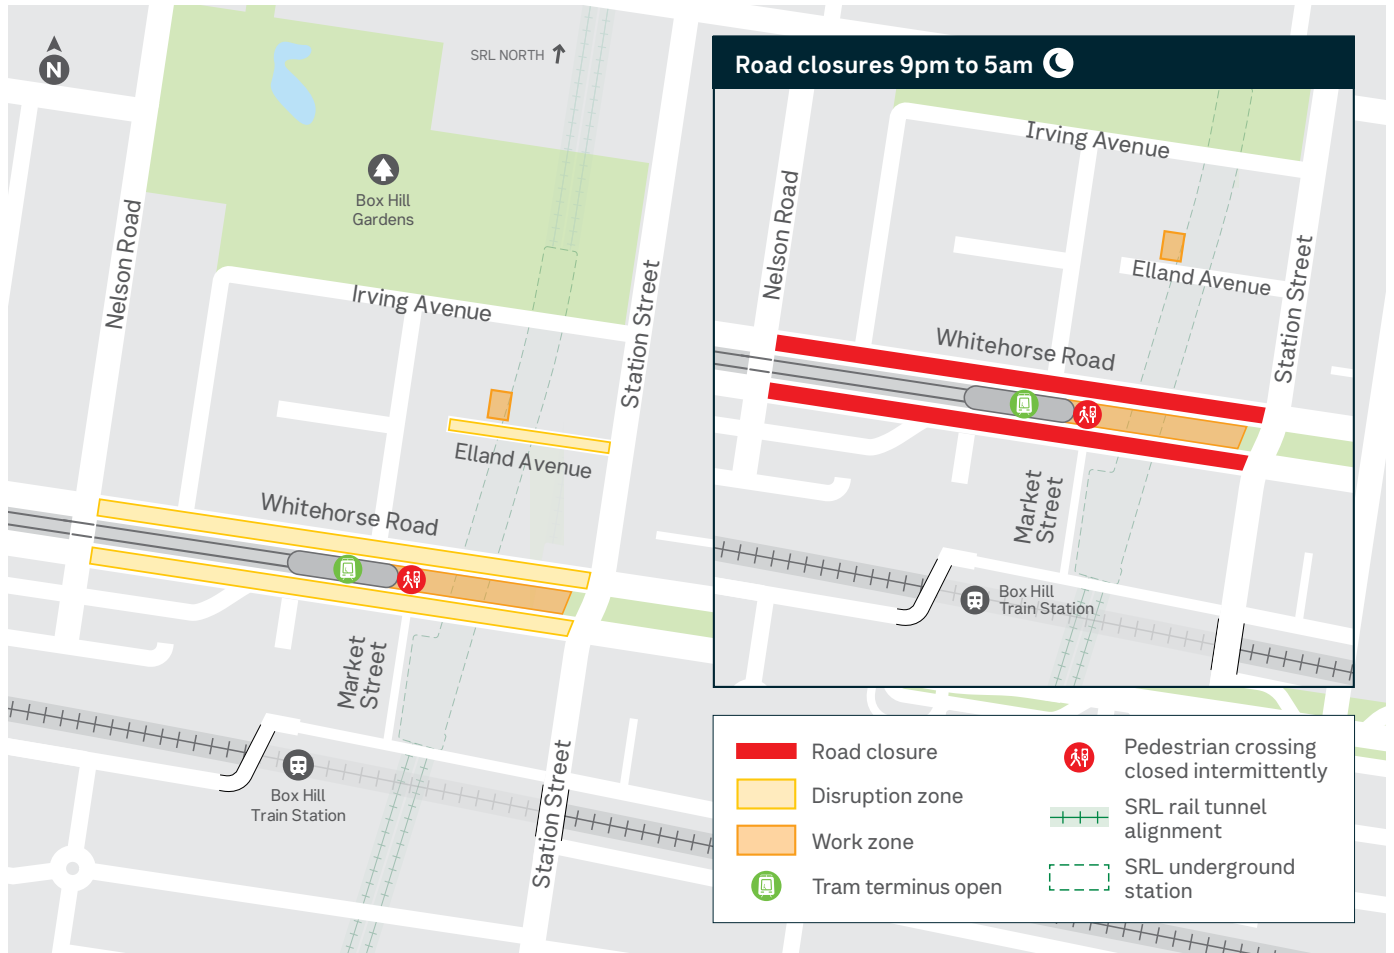 N
SRL NORTH
Box Hill
Gardens
Nelson Road
Irving Avenue
Station Street
Elland Avenue
Whitehorse Road
Market
Street
Box Hill
Train Station
Station Street
Road closures 9pm to 5am
Irving Avenue
Nelson Road
Elland Avenue
Station Street
Whitehorse Road
Market
Street
Box Hill
Train Station
Road closure
Disruption zone
Work zone
Tram terminus open
Pedestrian crossing
closed intermittently
SRL rail tunnel
alignment
SRL underground
station